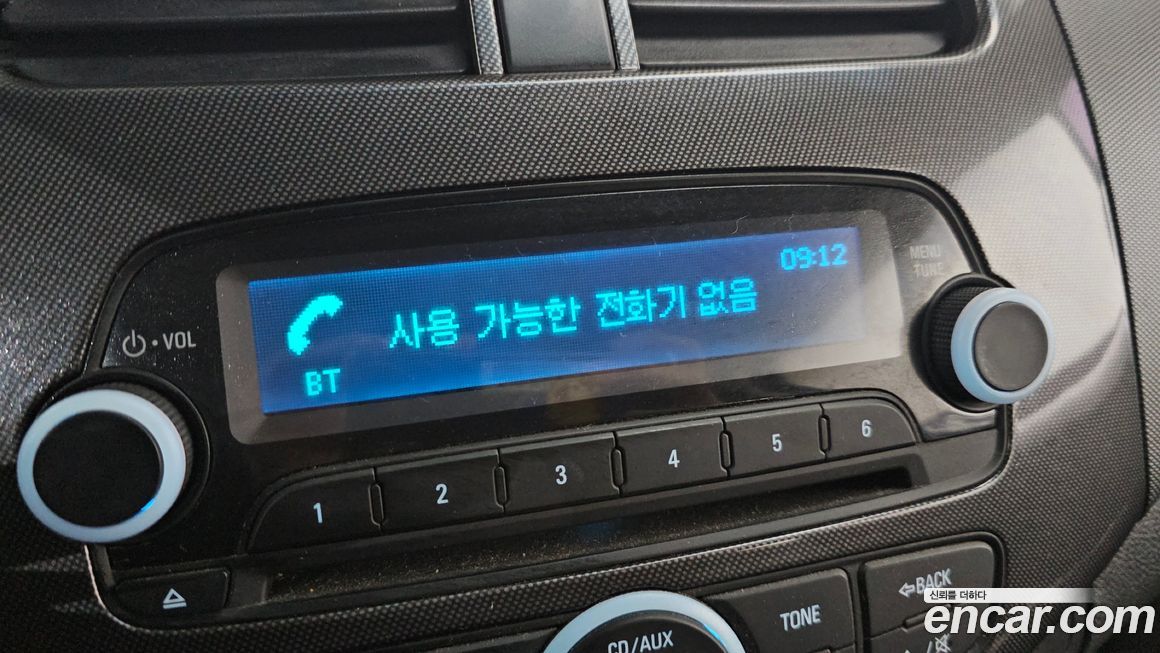 09:12
사용 가능한 전화기 없음
BT
VOL
MENU
TUNE
1 2 3 4 5 6
BACK
TONE
CD/AUX
신뢰를 더하다
encar.com